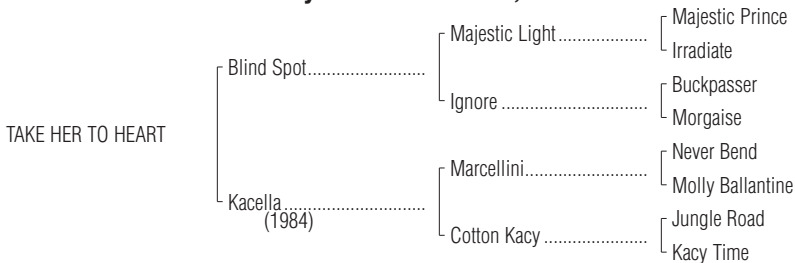 Majestic Prince
Majestic Light....................
Irradiate
Blind Spot.........................
Buckpasser
Ignore ................................
Morgaise
TAKE HER TO HEART
Never Bend
Marcellini...........................
Molly Ballantine
Kacella ..............................
(1984)
Jungle Road
Cotton Kacy .......................
Kacy Time